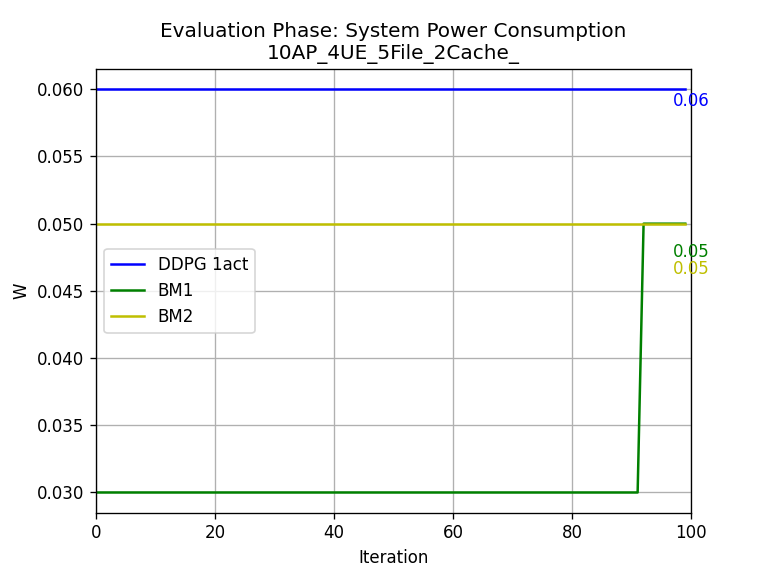 Evaluation Phase: System Power Consumption
10AP_4UE_5File_2Cache_
0.060
0.06
0.055
0.050
0.05
0.05
DDPG 1act
BM1
BM2
W
0.045
0.040
0.035
0.030
0 20 40 60 80 100
Iteration